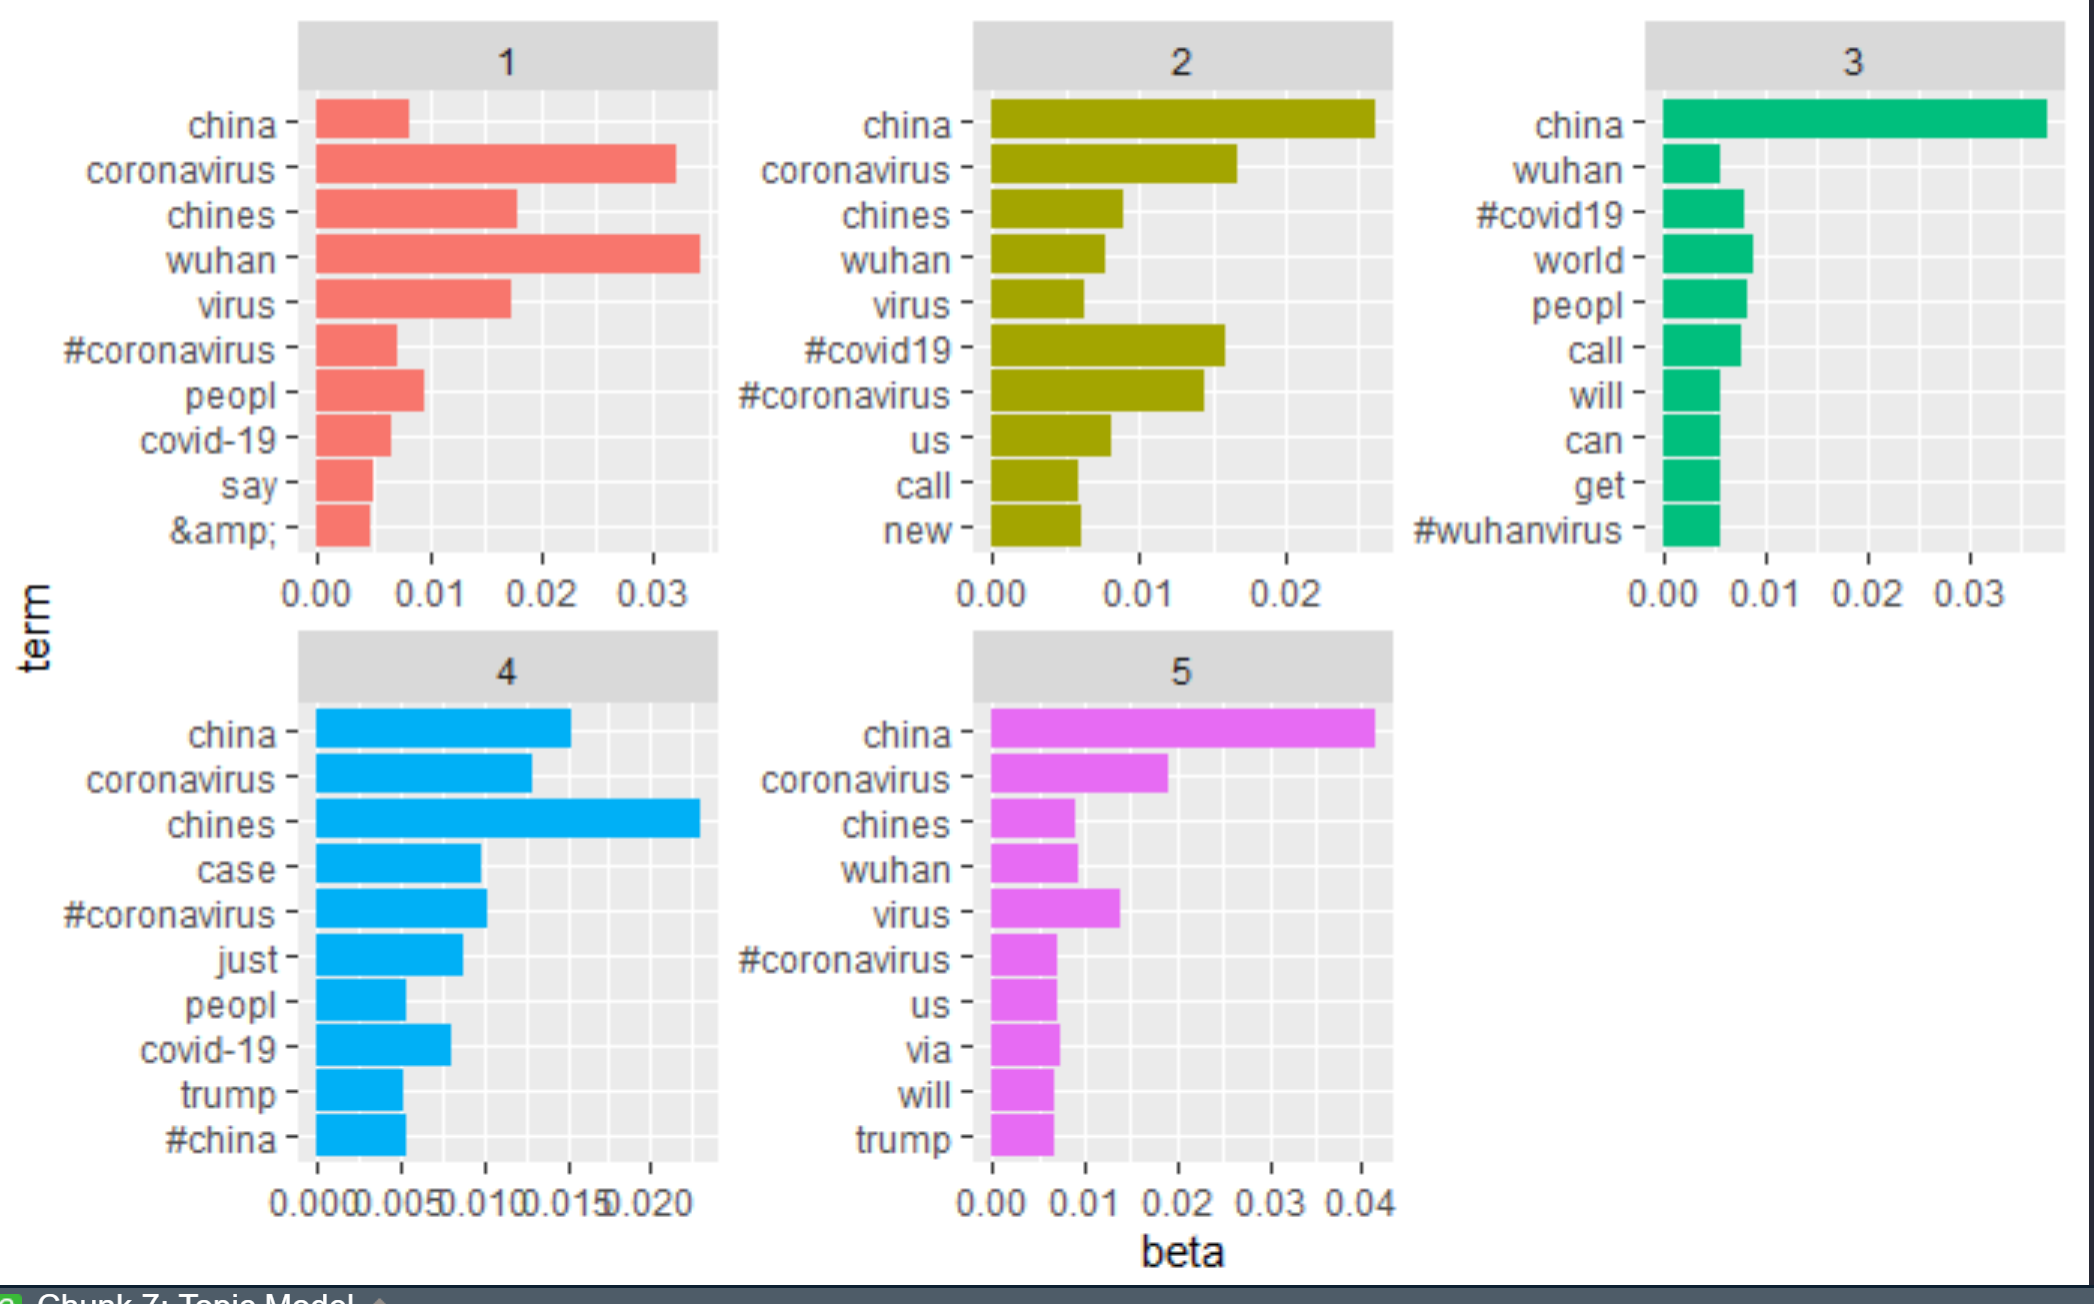 1
china
coronavirus
chines
wuhan
virus
#coronavirus
peopl
covid-19
say
&amp;
0.00 0.01 0.02 0.03
2
china
coronavirus
chines
wuhan
virus
#covid19
#coronavirus
us
call
new
0.00 0.01 0.02
3
china
wuhan
#covid19
world
peopl
call
will
can
get
#wuhanvirus
0.00 0.01 0.02 0.03
term
4
china
coronavirus
chines
case
#coronavirus
just
peopl
covid-19
trump
#china
0.000 0.005 0.010 0.015 0.020
5
china
coronavirus
chines
wuhan
virus
#coronavirus
us
via
will
trump
0.00 0.01 0.02 0.03 0.04
beta
Chunk 7: Topic Model